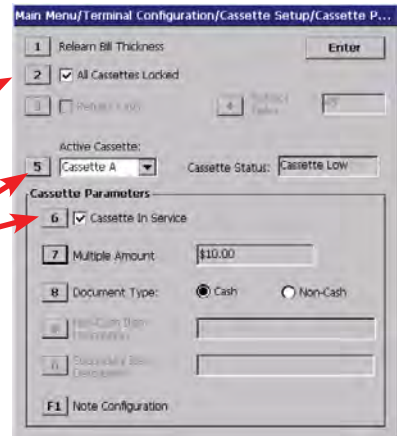 Main Menu/Terminal Configuration/Cassette Setup/Cassette P...
1 Relearn Bill Thickness Enter
2 All Cassettes Locked
3 4
Active Cassette:
5 Cassette A Cassette Status: Cassette Low
Cassette Parameters
6 Cassette In Service
7 Multiple Amount $10.00
8 Document Type: Cash Non-Cash
F1 Note Configuration